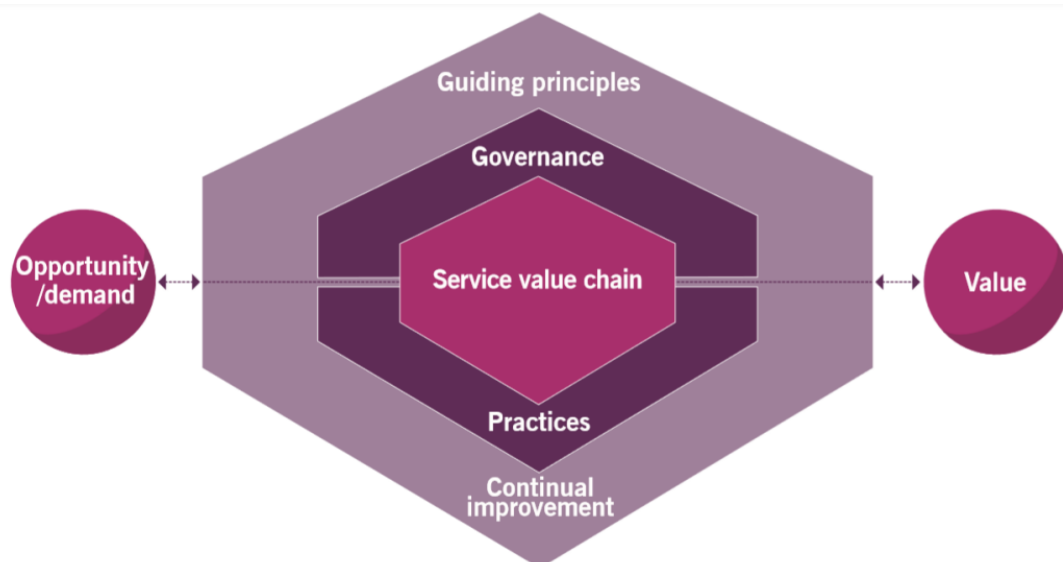 Guiding principles
Governance
Opportunity
/demand
Service value chain
Value
Practices
Continual
improvement